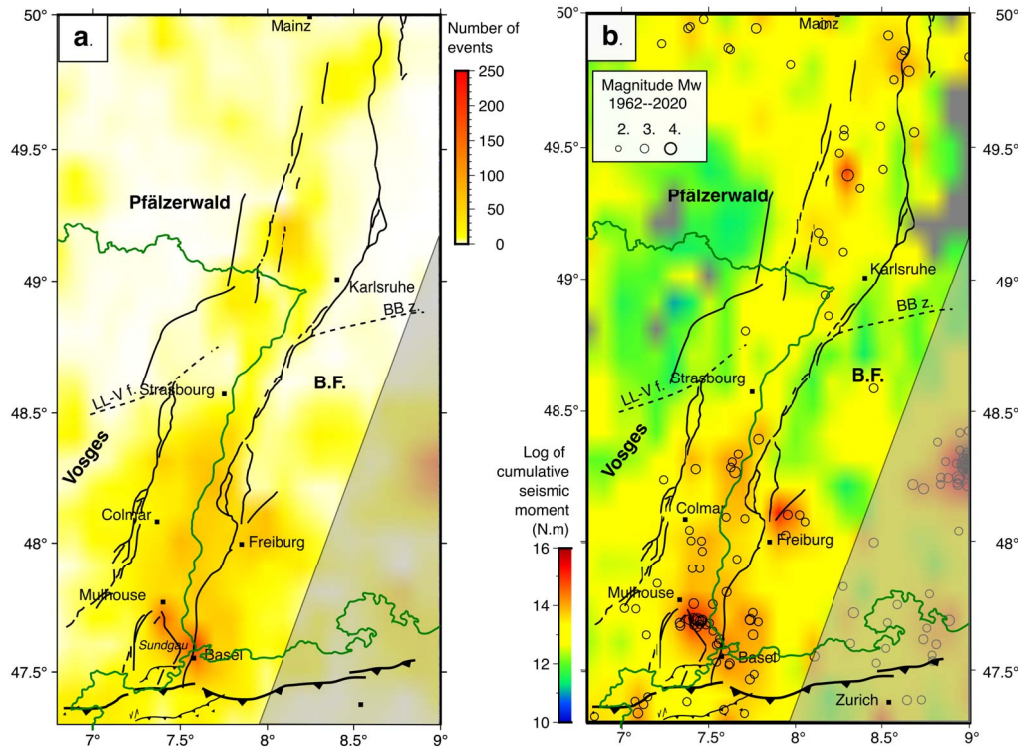 a.
50°
49.5°
49°
48.5°
48°
47.5°
7°
7.5°
8°
8.5°
9°
Mainz
Pfälzerwald
Karlsruhe
BB z.
B.F.
LL-V f.
Strasbourg
Vosges
Colmar
Freiburg
Mulhouse
Sundgau
Basel
Number of
events
250
200
150
100
50
0
b.
50°
Mainz
Magnitude Mw
1962--2020
2. 3. 4.
Pfälzerwald
Karlsruhe
BB z.
B.F.
LL-V f.
Strasbourg
Vosges
Colmar
Freiburg
Mulhouse
Basel
Zurich
7°
7.5°
8°
8.5°
9°
50°
49.5°
49°
48.5°
48°
47.5°
Log of
cumulative
seismic
moment
(N.m)
16
14
12
10